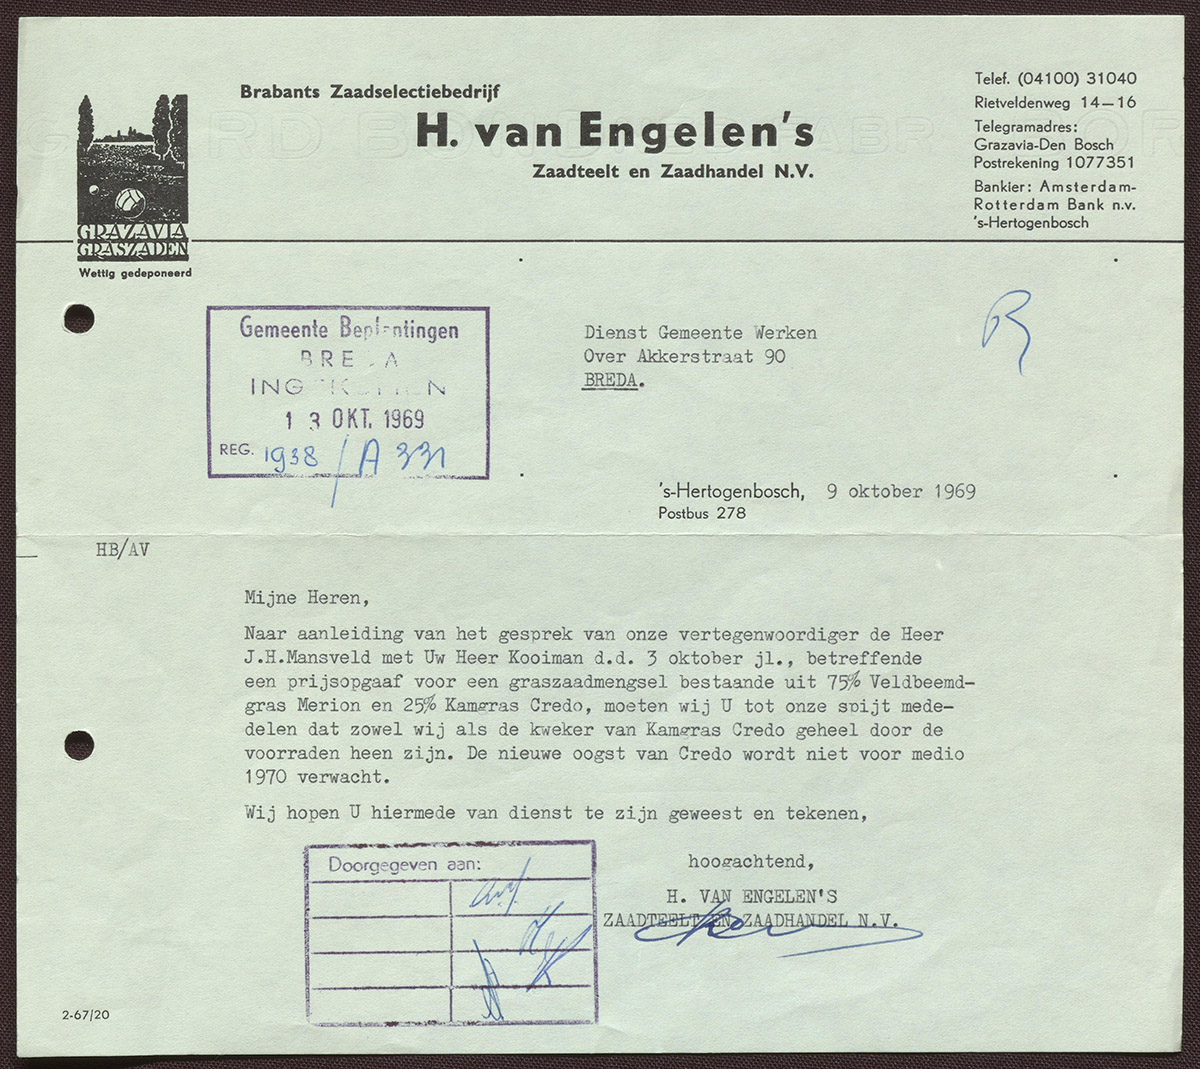 Brabants Zaadselectiebedrijf
H. van Engelen's
Zaadteelt en Zaadhandel N.V.
Telef. (04100) 31040
Rietveldenweg 14—16
Telegramadres:
Grazavia-Den Bosch
Postrekening 1077351
Bankier: Amsterdam-
Rotterdam Bank n.v.
's-Hertogenbosch
GRAZAVIA
GRASZADEN
Wettig gedeponeerd
Gemeente Beplantingen
BREDA
INGEKOMEN
13 OKT. 1969
REG. 1938 / A 331
Dienst Gemeente Werken
Over Akkerstraat 90
BREDA.
's-Hertogenbosch, 9 oktober 1969
Postbus 278
HB/AV
Mijne Heren,
Naar aanleiding van het gesprek van onze vertegenwoordiger de Heer
J.H.Mansveld met Uw Heer Kooiman d.d. 3 oktober jl., betreffende
een prijsopgaaf voor een graszaadmengsel bestaande uit 75% Veldbeemd-
gras Merion en 25% Kamgras Credo, moeten wij U tot onze spijt mede-
delen dat zowel wij als de kweker van Kamgras Credo geheel door de
voorraden heen zijn. De nieuwe oogst van Credo wordt niet voor medio
1970 verwacht.
Wij hopen U hiermede van dienst te zijn geweest en tekenen,
hoogachtend,
H. VAN ENGELEN'S
ZAADTEELT EN ZAADHANDEL N.V.
Doorgegeven aan:
2-67/20